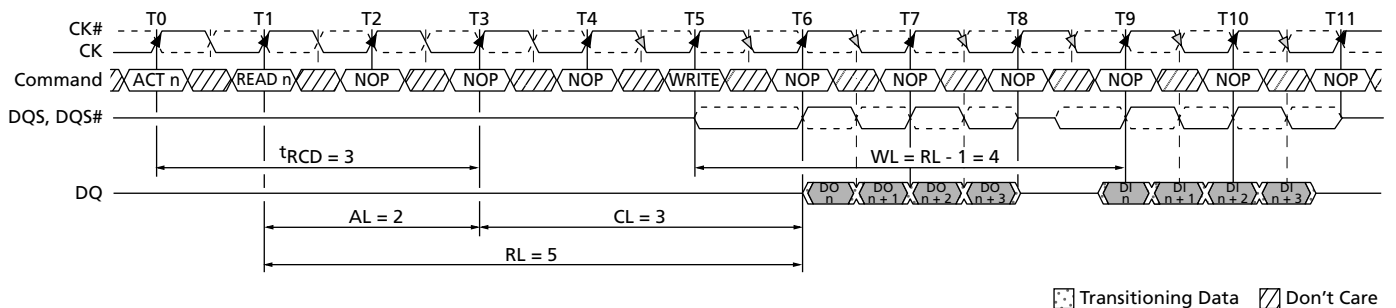 T0 T1 T2 T3 T4 T5 T6 T7 T8 T9 T10 T11
CK#
CK
Command ACT n READ n NOP NOP NOP WRITE NOP NOP NOP NOP NOP NOP
DQS, DQS#
tRCD = 3 WL = RL - 1 = 4
DQ DO n DO n + 1 DO n + 2 DO n + 3 DI n DI n + 1 DI n + 2 DI n + 3
AL = 2 CL = 3
RL = 5
Transitioning Data Don't Care